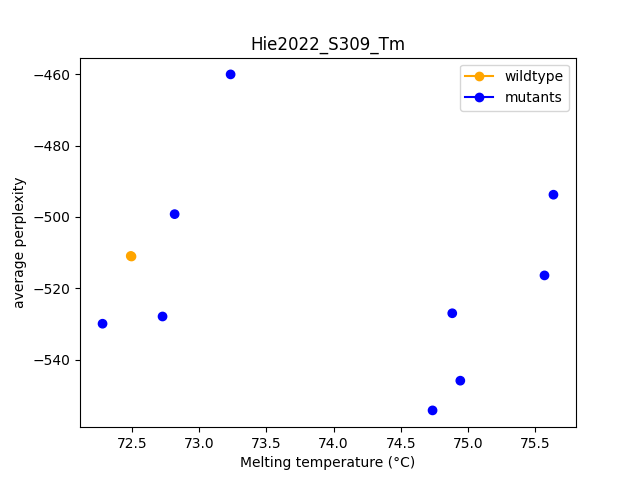 Hie2022_S309_Tm
wildtype
mutants
average perplexity
−460
−480
−500
−520
−540
72.5
73.0
73.5
74.0
74.5
75.0
75.5
Melting temperature (°C)